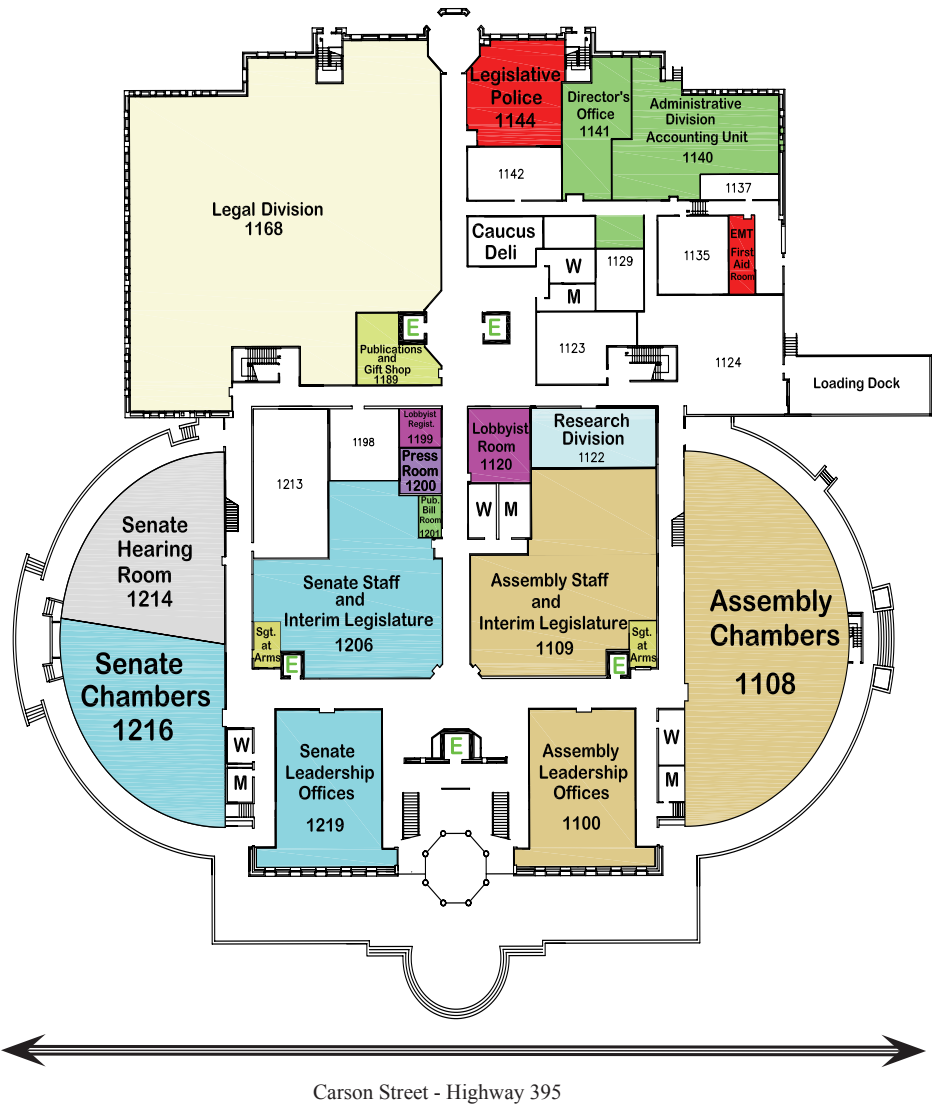 Legislative
Police
1144
Director's
Office
1141
Administrative
Division
Accounting Unit
1140
1142
1137
Legal Division
1168
Caucus
Deli
W
M
1129
1135
EMT
First
Aid
Room
E
E
Publications
and
Gift Shop
1189
1123
1124
Loading Dock
Lobbyist
Regist.
1199
1198
Press
Room
1200
Pub.
Bill
Room
1201
1213
Lobbyist
Room
1120
Research
Division
1122
W
M
Senate
Hearing
Room
1214
Senate Staff
and
Interim Legislature
1206
Sgt.
at
Arms
E
Assembly Staff
and
Interim Legislature
1109
Sgt.
at
Arms
E
Assembly
Chambers
1108
Senate
Chambers
1216
W
M
Senate
Leadership
Offices
1219
E
Assembly
Leadership
Offices
1100
W
M
Carson Street - Highway 395